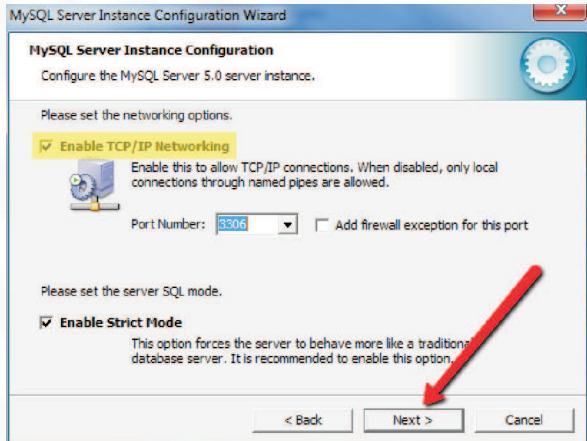 MySQL Server Instance Configuration Wizard
MySQL Server Instance Configuration
Configure the MySQL Server 5.0 server instance.
Please set the networking options.
Enable TCP/IP Networking
Enable this to allow TCP/IP connections. When disabled, only local
connections through named pipes are allowed.
Port Number: 3306 Add firewall exception for this port
Please set the server SQL mode.
Enable Strict Mode
This option forces the server to behave more like a traditional
database server. It is recommended to enable this option.
< Back Next > Cancel